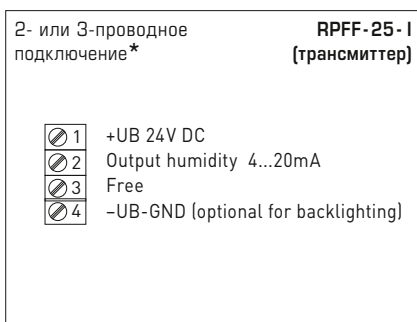 2- или 3-проводное
подключение*
RPFF-25-I
(трансмиттер)
1 +UB 24V DC
2 Output humidity 4...20mA
3 Free
4 –UB-GND (optional for backlighting)